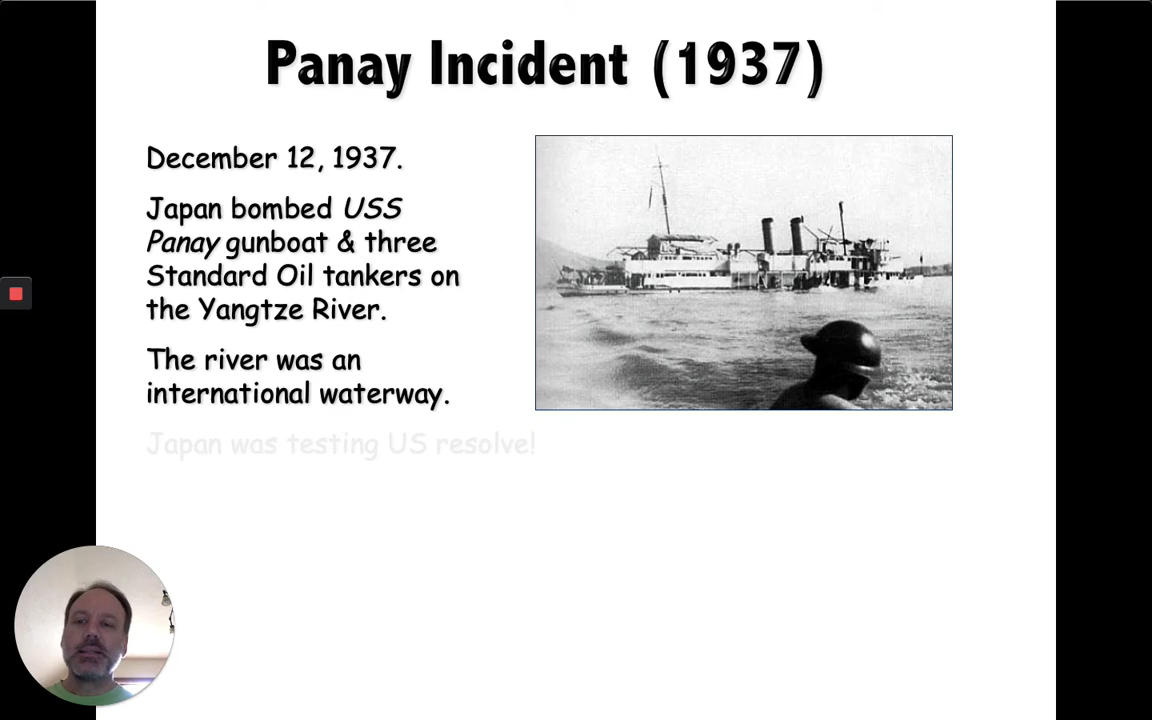 Panay Incident (1937)
December 12, 1937.
Japan bombed USS
Panay gunboat & three
Standard Oil tankers on
the Yangtze River.
The river was an
international waterway.
Japan was testing US resolve!